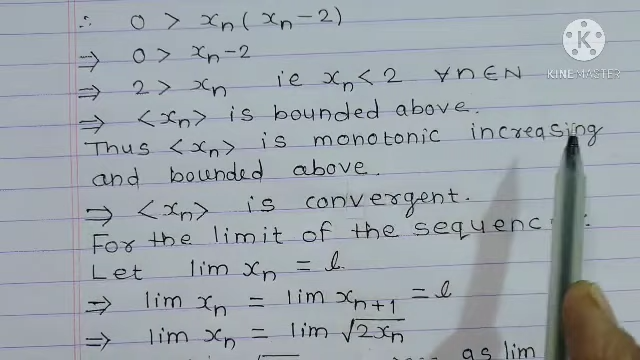 ∴ 0 > xₙ(xₙ-2)
⇒ 0 > xₙ-2
⇒ 2 > xₙ ie xₙ < 2 ∀n∈N
⇒ <xₙ> is bounded above.
Thus <xₙ> is monotonic increasing
and bounded above.
⇒ <xₙ> is convergent.
For the limit of the sequence
Let lim xₙ = l
⇒ lim xₙ = lim xₙ₊₁ = l
⇒ lim xₙ = lim √2xₙ
as lim
KINEMASTER